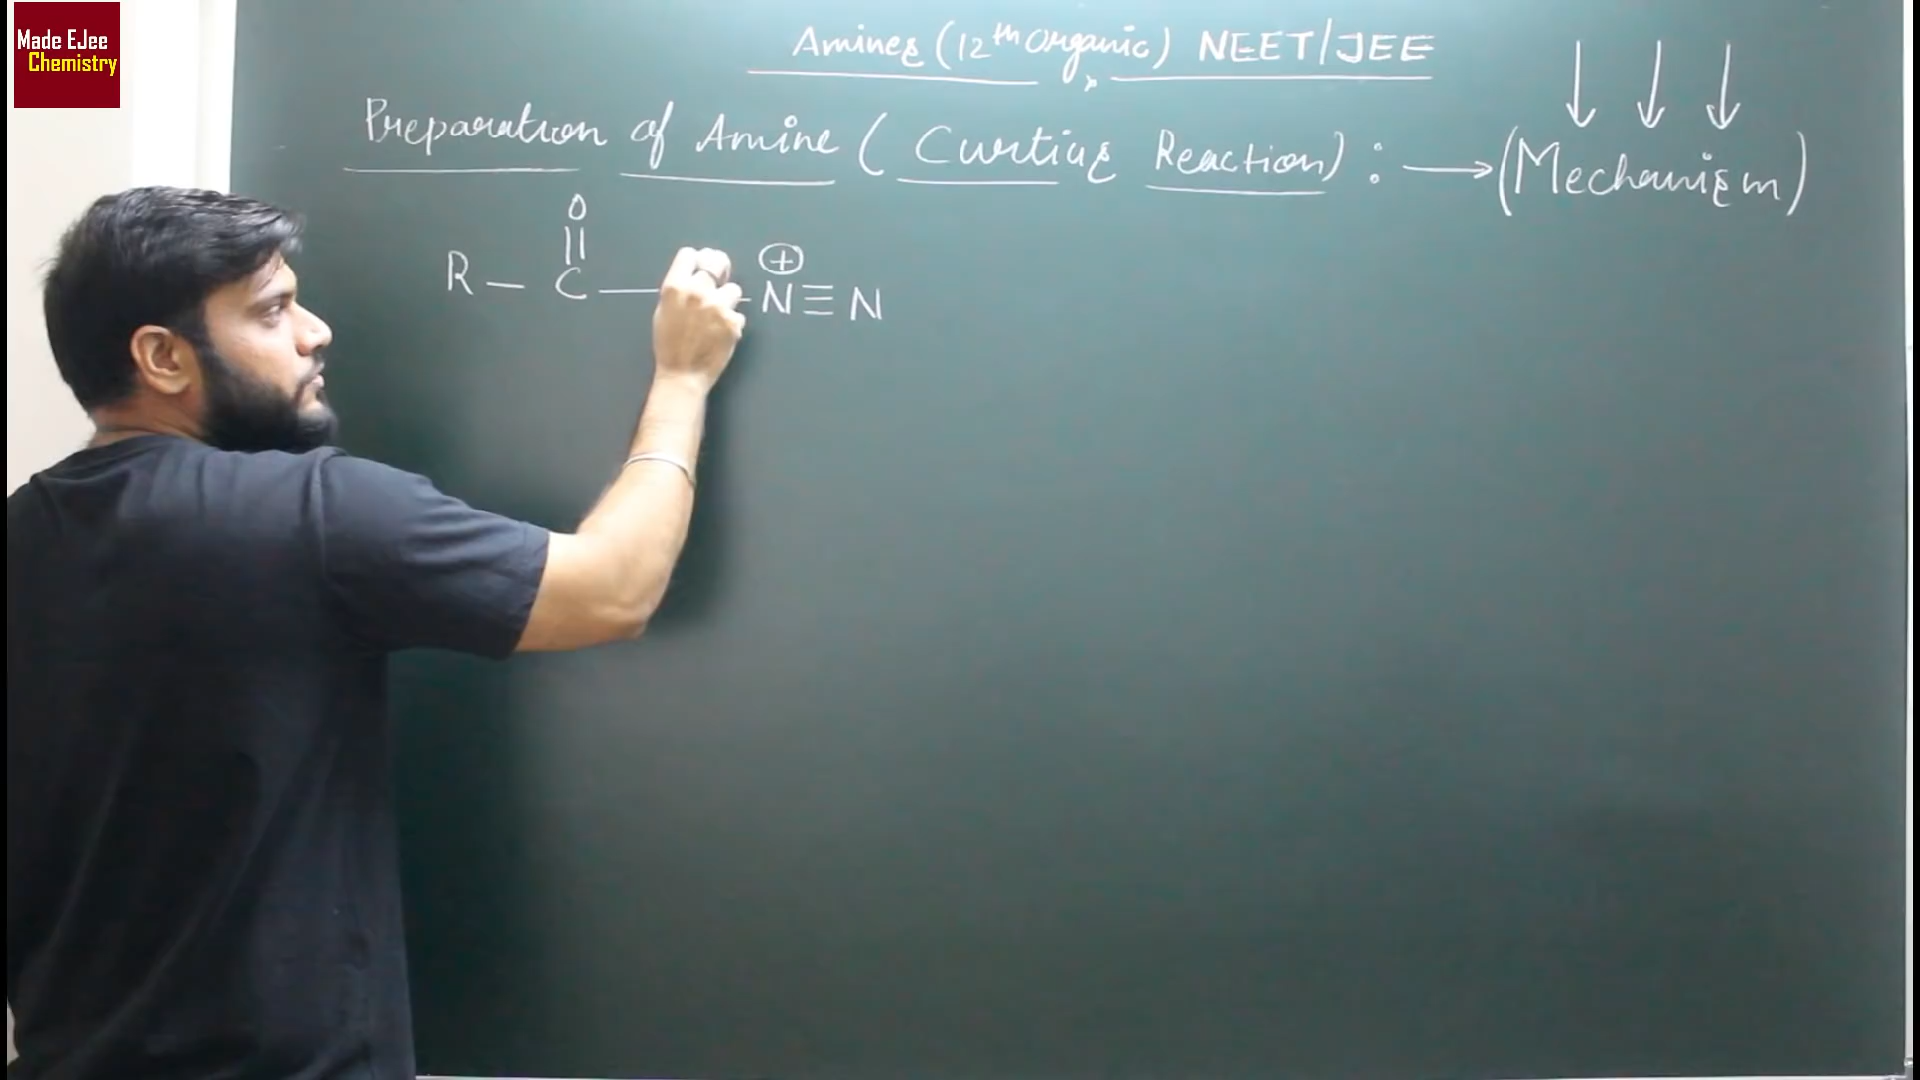 Made EJee
Chemistry
Amines (12th Organic) NEET/JEE
Preparation of Amine (Curtius Reaction) : → (Mechanism)
O
||
R — C — N ≡ N
⊕